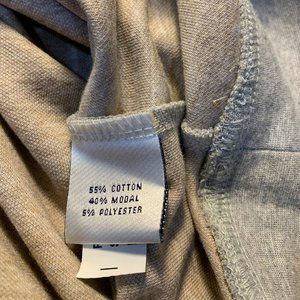 55% COTTON
40% MODAL
5% POLYESTER